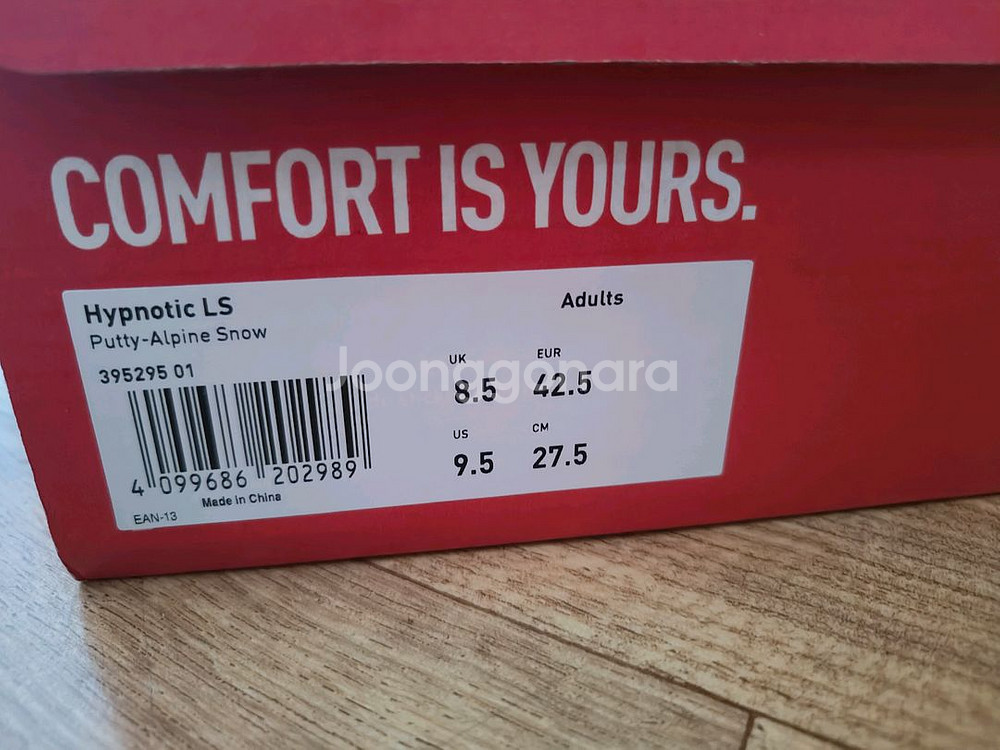 COMFORT IS YOURS.
Hypnotic LS
Adults
Putty-Alpine Snow
395295 01
UK
8.5
EUR
42.5
US
9.5
CM
27.5
4 099686 202989
Made in China
EAN-13
Joonggonara